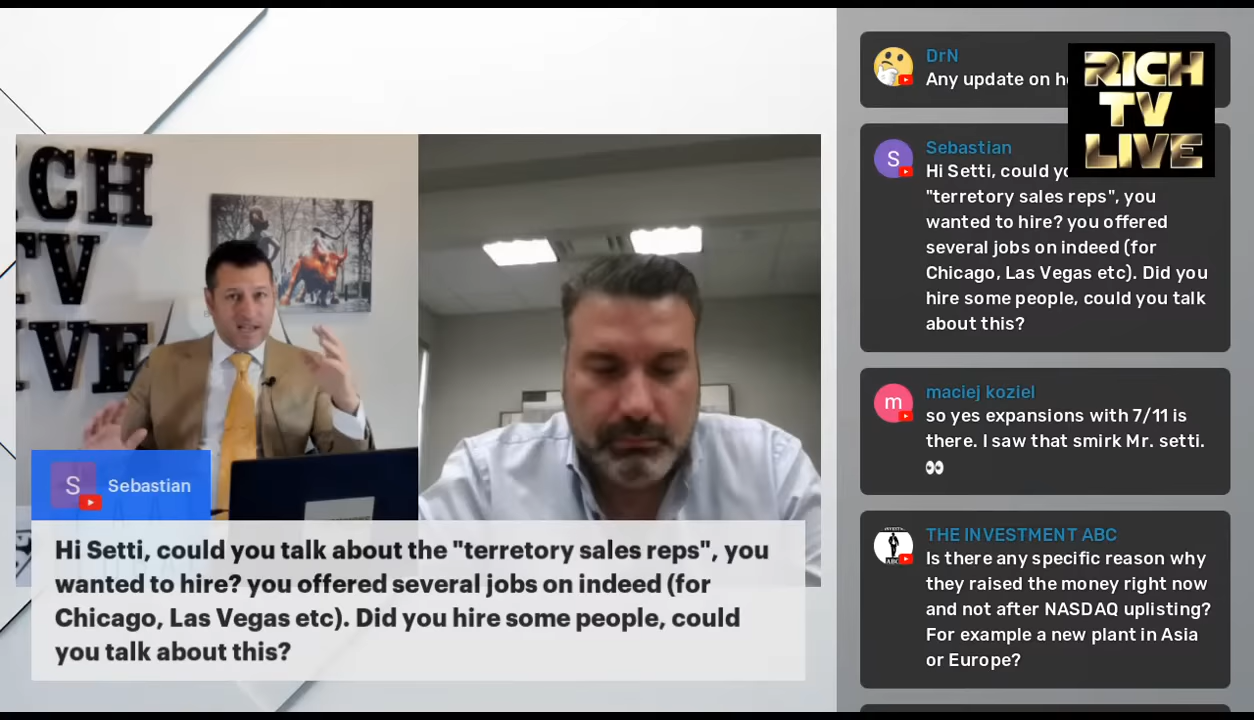 CH
TV
VE
S
Sebastian
Hi Setti, could you talk about the "terretory sales reps", you
wanted to hire? you offered several jobs on indeed (for
Chicago, Las Vegas etc). Did you hire some people, could
you talk about this?
DrN
Any update on
RICH
TV
LIVE
S
Sebastian
Hi Setti, could
"terretory sales reps", you
wanted to hire? you offered
several jobs on indeed (for
Chicago, Las Vegas etc). Did you
hire some people, could you talk
about this?
m
maciej koziel
so yes expansions with 7/11 is
there. I saw that smirk Mr. setti.
👀
THE INVESTMENT ABC
Is there any specific reason why
they raised the money right now
and not after NASDAQ uplisting?
For example a new plant in Asia
or Europe?